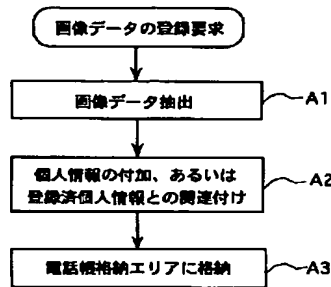 画像データの登録要求
画像データ抽出
A1
個人情報の付加、あるいは
登録済個人情報との関連付け
A2
電話帳格納エリアに格納
A3